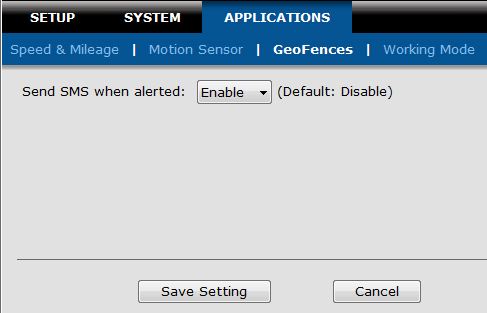 SETUP SYSTEM APPLICATIONS
Speed & Mileage | Motion Sensor | GeoFences | Working Mode
Send SMS when alerted: Enable (Default: Disable)
Save Setting Cancel